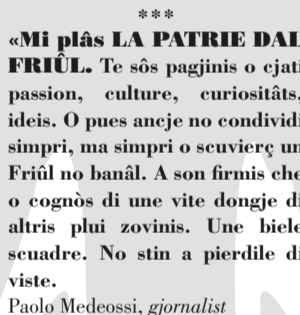 ***
«Mi plâs LA PATRIE DAL
FRIÛL. Te sôs pagjinis o cjati
passion, culture, curiositâts,
ideis. O pues ancje no condividi
simpri, ma simpri o scuvierç un
Friûl no banâl. A son firmis che
o cognòs di une vite dongje di
altris plui zovinis. Une biele
scuadre. No stin a pierdile di
viste.
Paolo Medeossi, gjornalist